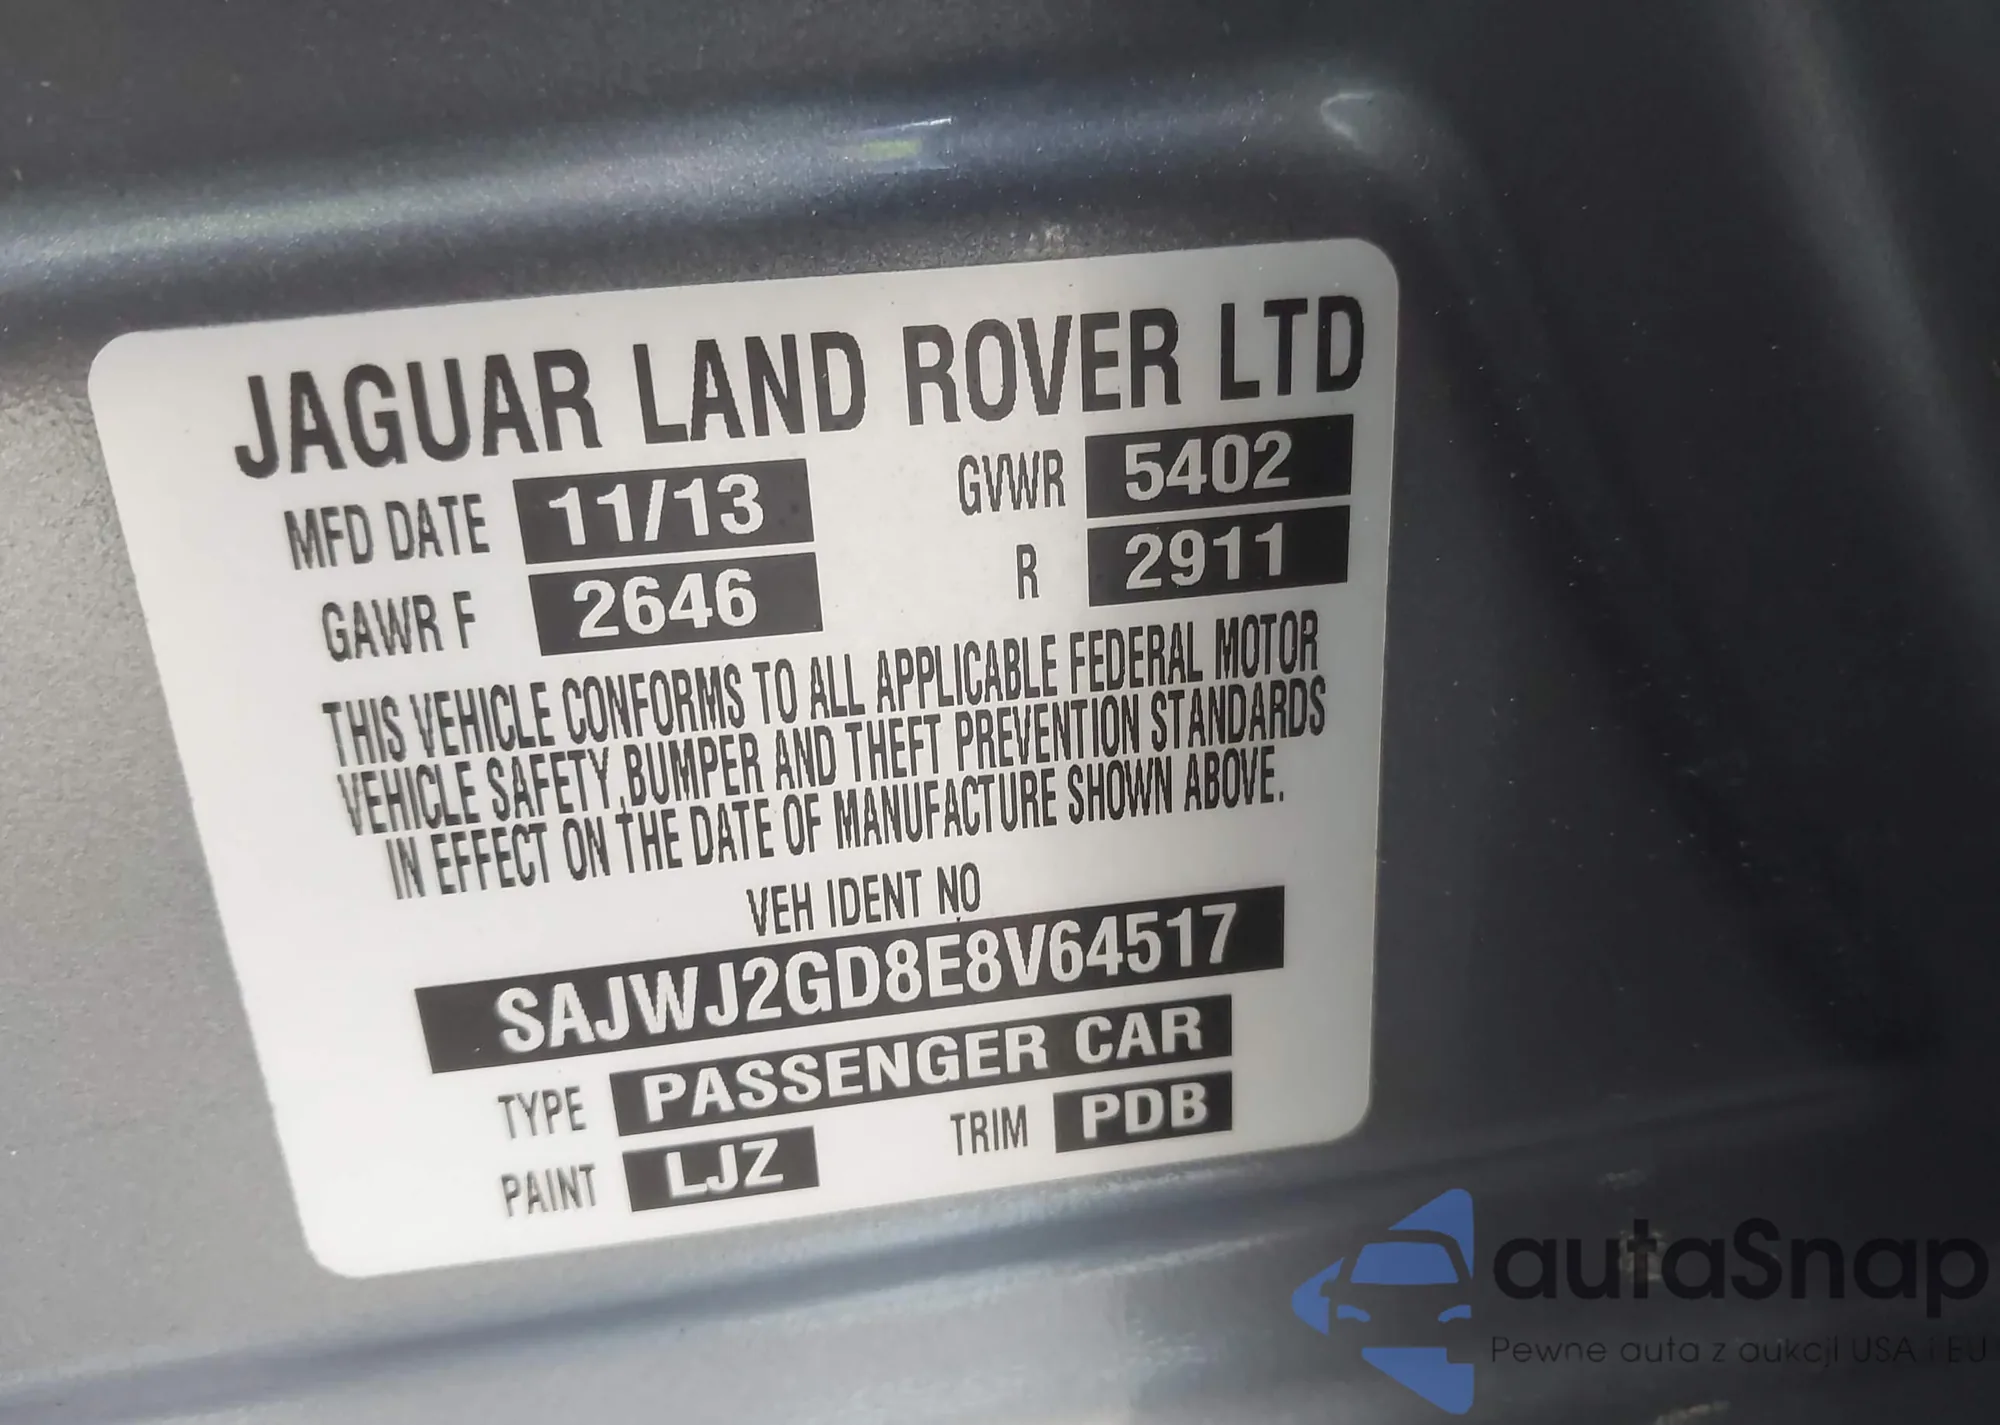 JAGUAR LAND ROVER LTD
MFD DATE 11/13 GVWR 5402
GAWR F 2646 R 2911
THIS VEHICLE CONFORMS TO ALL APPLICABLE FEDERAL MOTOR
VEHICLE SAFETY, BUMPER AND THEFT PREVENTION STANDARDS
IN EFFECT ON THE DATE OF MANUFACTURE SHOWN ABOVE.
VEH IDENT NO
SAJWJ2GD8E8V64517
TYPE PASSENGER CAR
PAINT LJZ TRIM PDB
autaSnap
Pewne auta z aukcji USA i EU